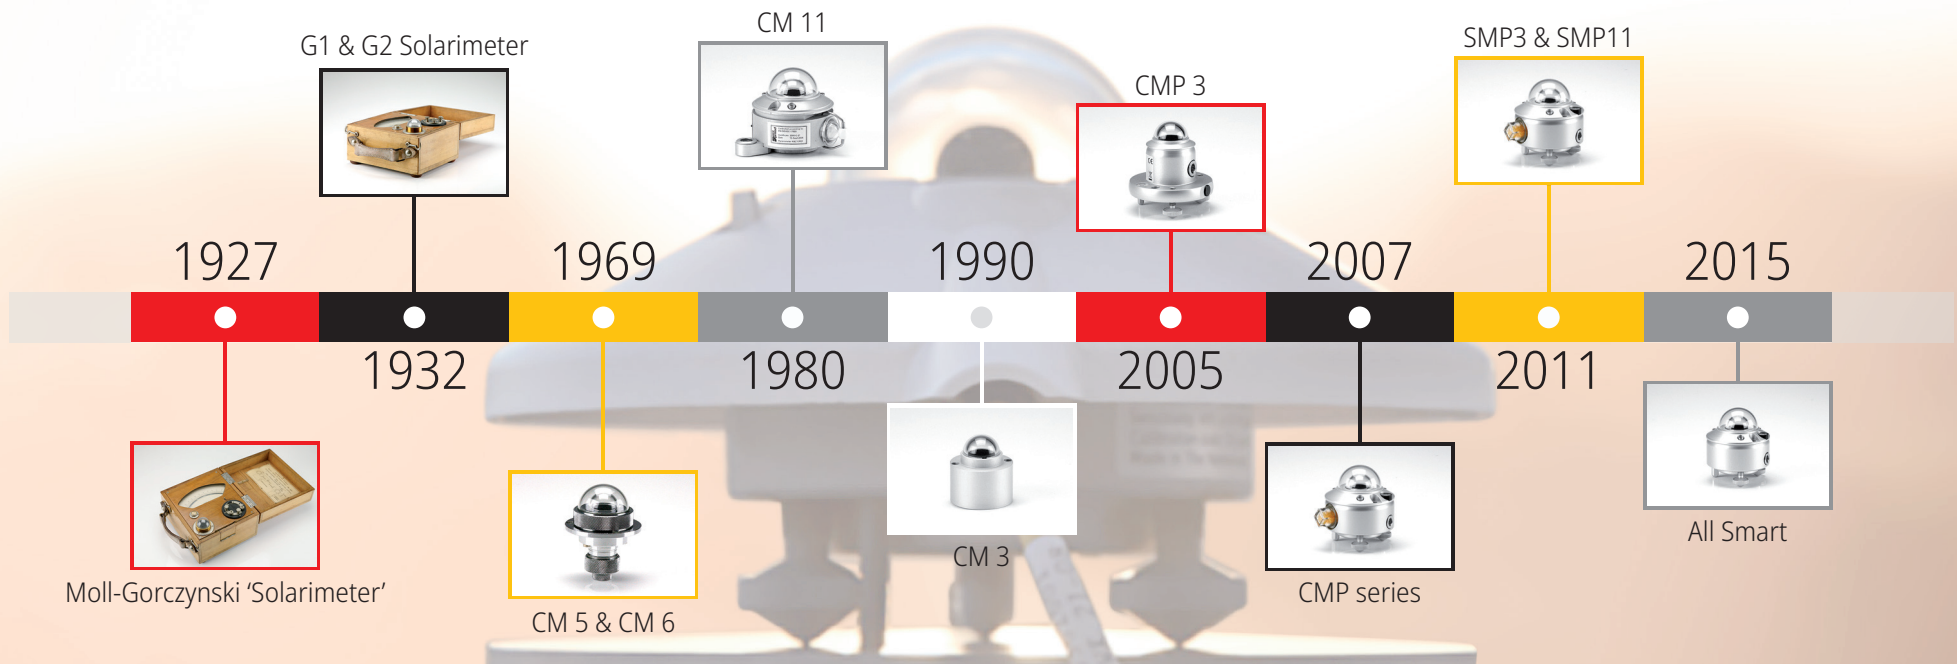 CM 11
G1 & G2 Solarimeter
SMP3 & SMP11
CMP 3
1927
1969
1990
2007
2015
1932
1980
2005
2011
All Smart
CM 3
Moll-Gorczynski ‘Solarimeter’
CMP series
CM 5 & CM 6